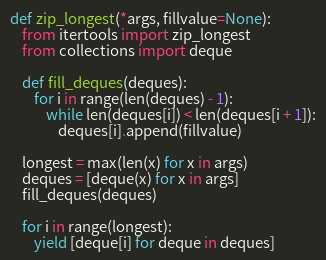 def zip_longest(*args, fillvalue=None):
    from itertools import zip_longest
    from collections import deque

    def fill_deques(deques):
        for i in range(len(deques) - 1):
            while len(deques[i]) < len(deques[i + 1]):
                deques[i].append(fillvalue)

    longest = max(len(x) for x in args)
    deques = [deque(x) for x in args]
    fill_deques(deques)

    for i in range(longest):
        yield [deque[i] for deque in deques]